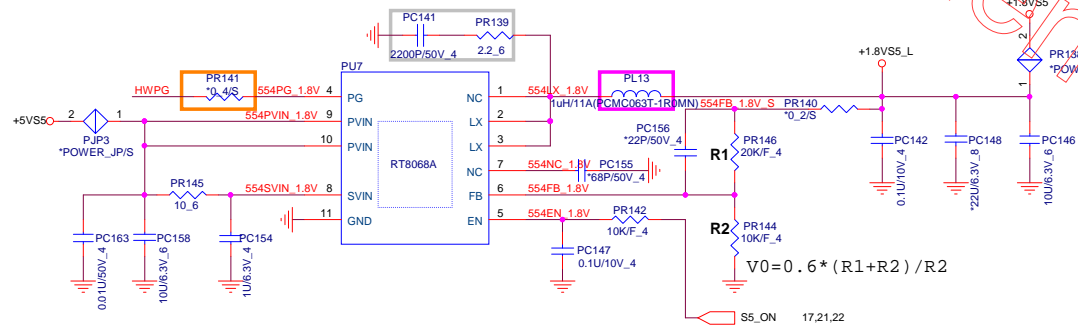 PC141
PR139
2200P/50V_4
2.2_6
+1.8VS5
2
PR138
*POW
1
+1.8VS5_L
PU7
HWPG
PR141
*0_4/S
554PG_1.8V
4
PG
NC
1
554LX_1.8V
PL13
1uH/11A(PCMC063T-1R0MN)
554FB_1.8V_S
PR140
*0_2/S
+5VS5
2
1
PJP3
*POWER_JP/S
554PVIN_1.8V
9
PVIN
LX
2
10
PVIN
LX
3
RT8068A
PC156
*22P/50V_4
R1
PR146
20K/F_4
PC142
0.1U/10V_4
PC148
*22U/6.3V_8
PC146
10U/6.3V_6
NC
7
554NC_1.8V
PC155
*68P/50V_4
PR145
10_6
554SVIN_1.8V
8
SVIN
FB
6
554FB_1.8V
11
GND
EN
5
554EN_1.8V
PR142
10K/F_4
R2
PR144
10K/F_4
PC163
0.01U/50V_4
PC158
10U/6.3V_6
PC154
1U/6.3V_4
PC147
0.1U/10V_4
V0=0.6*(R1+R2)/R2
S5_ON
17,21,22